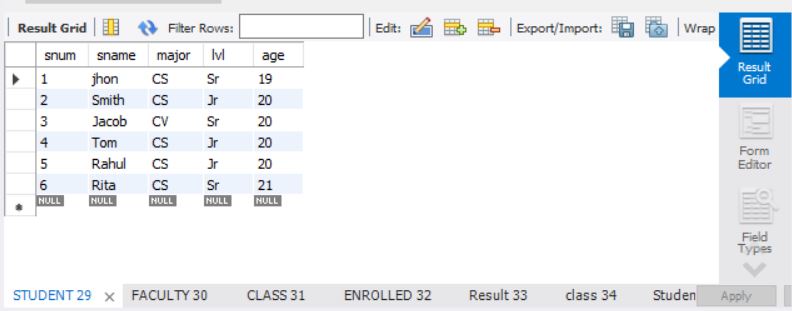 Result Grid Filter Rows: Edit: Export/Import: Wrap
snum sname major lvl age
1 jhon CS Sr 19
2 Smith CS Jr 20
3 Jacob CV Sr 20
4 Tom CS Jr 20
5 Rahul CS Jr 20
6 Rita CS Sr 21
NULL NULL NULL NULL NULL
Result
Grid
Form
Editor
Field
Types
STUDENT 29 FACULTY 30 CLASS 31 ENROLLED 32 Result 33 class 34 Studen Apply